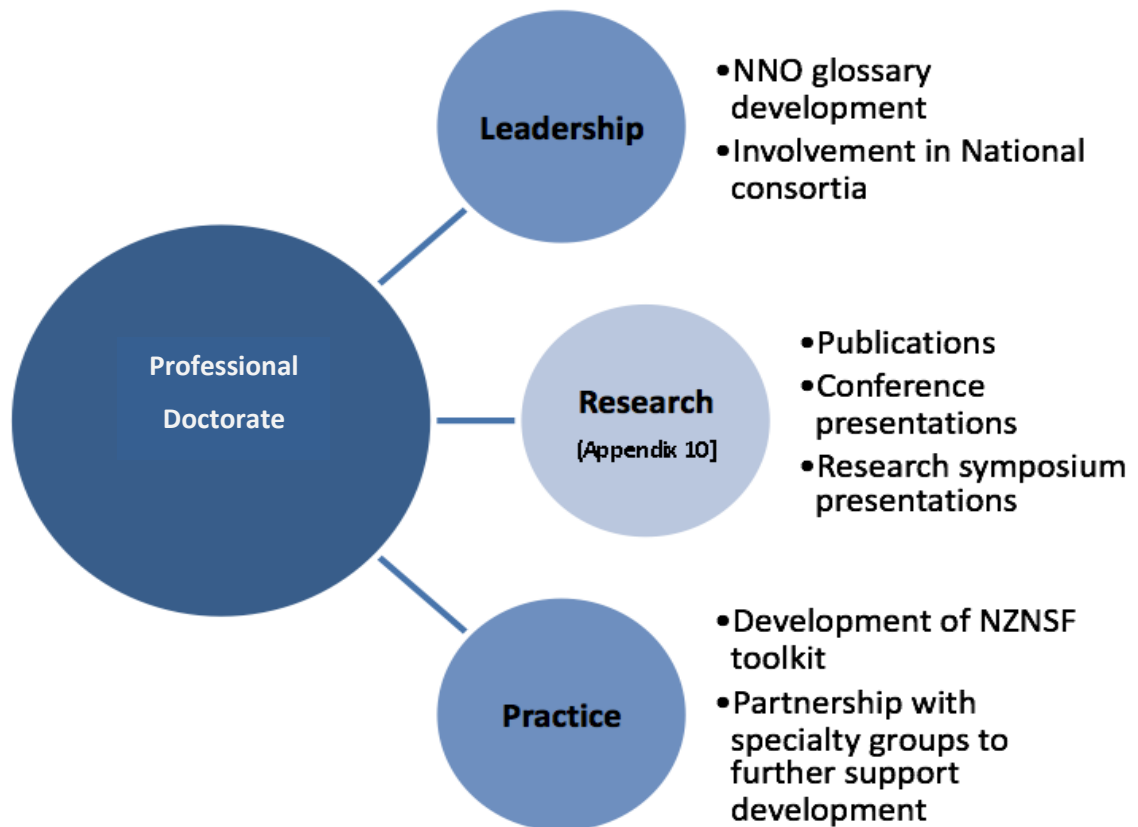 Leadership
•NNO glossary
development
•Involvement in National
consortia
Professional
Doctorate
Research
[Appendix 10]
•Publications
•Conference
presentations
•Research symposium
presentations
Practice
•Development of NZNSF
toolkit
•Partnership with
specialty groups to
further support
development